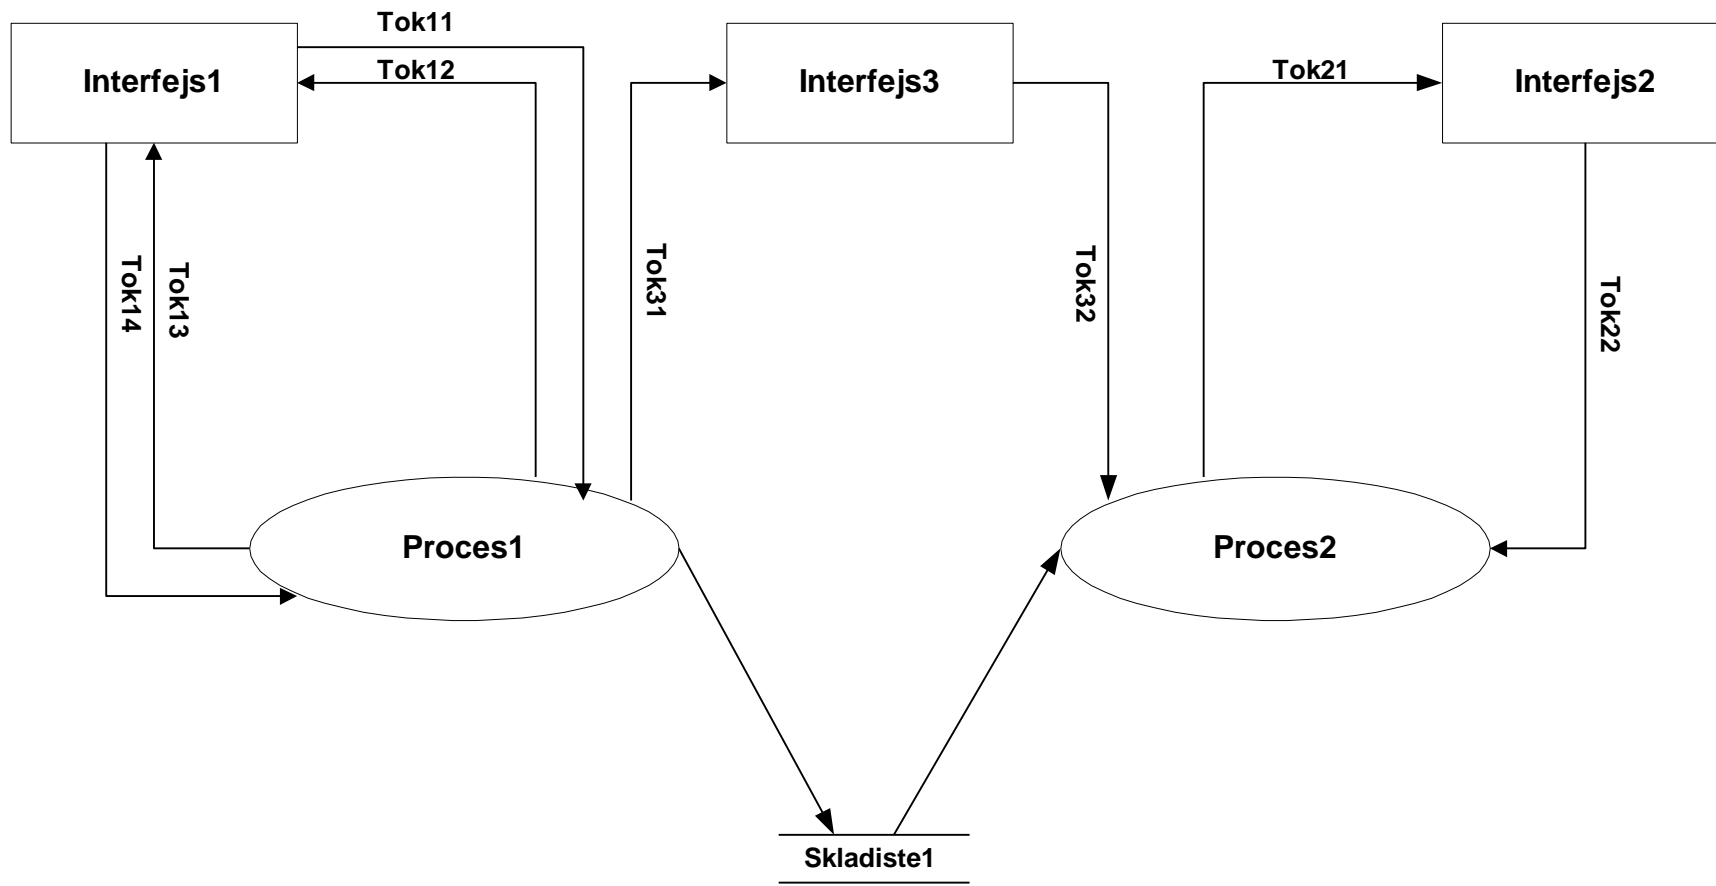 Tok11
Interfejs1
Tok12
Interfejs3
Tok21
Interfejs2
Tok14
Tok13
Tok31
Tok32
Tok22
Proces1
Proces2
Skladiste1